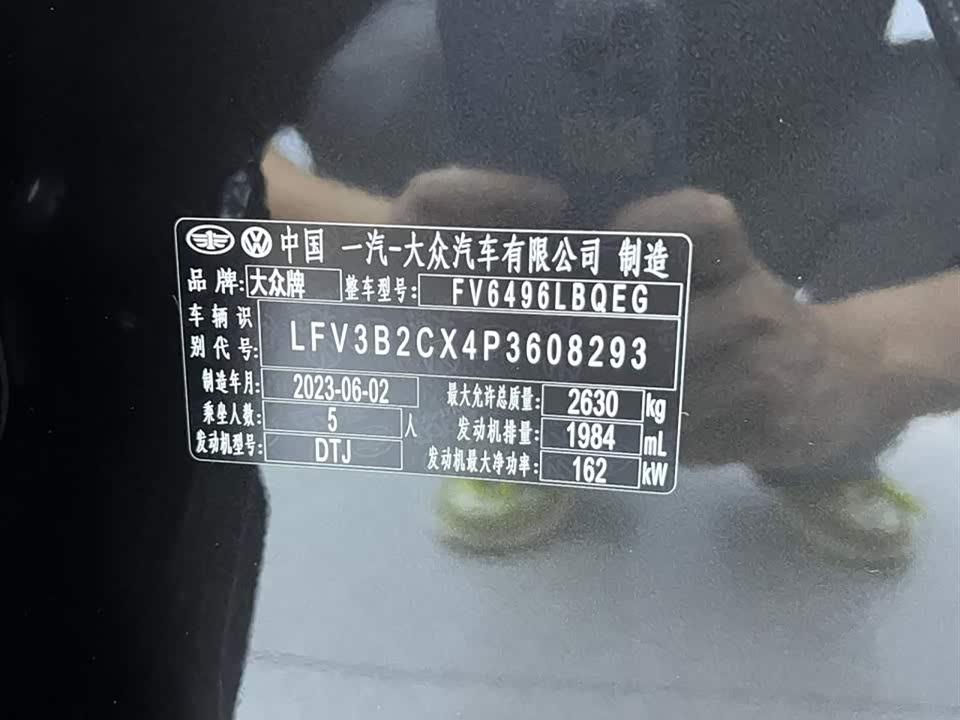 中国 一汽-大众汽车有限公司 制造
品牌: 大众牌 整车型号: FV6496LBQEG
车辆识别代号: LFV3B2CX4P3608293
制造年月: 2023-06-02 最大允许总质量: 2630 kg
乘坐人数: 5 人 发动机排量: 1984 mL
发动机型号: DTJ 发动机最大净功率: 162 kW